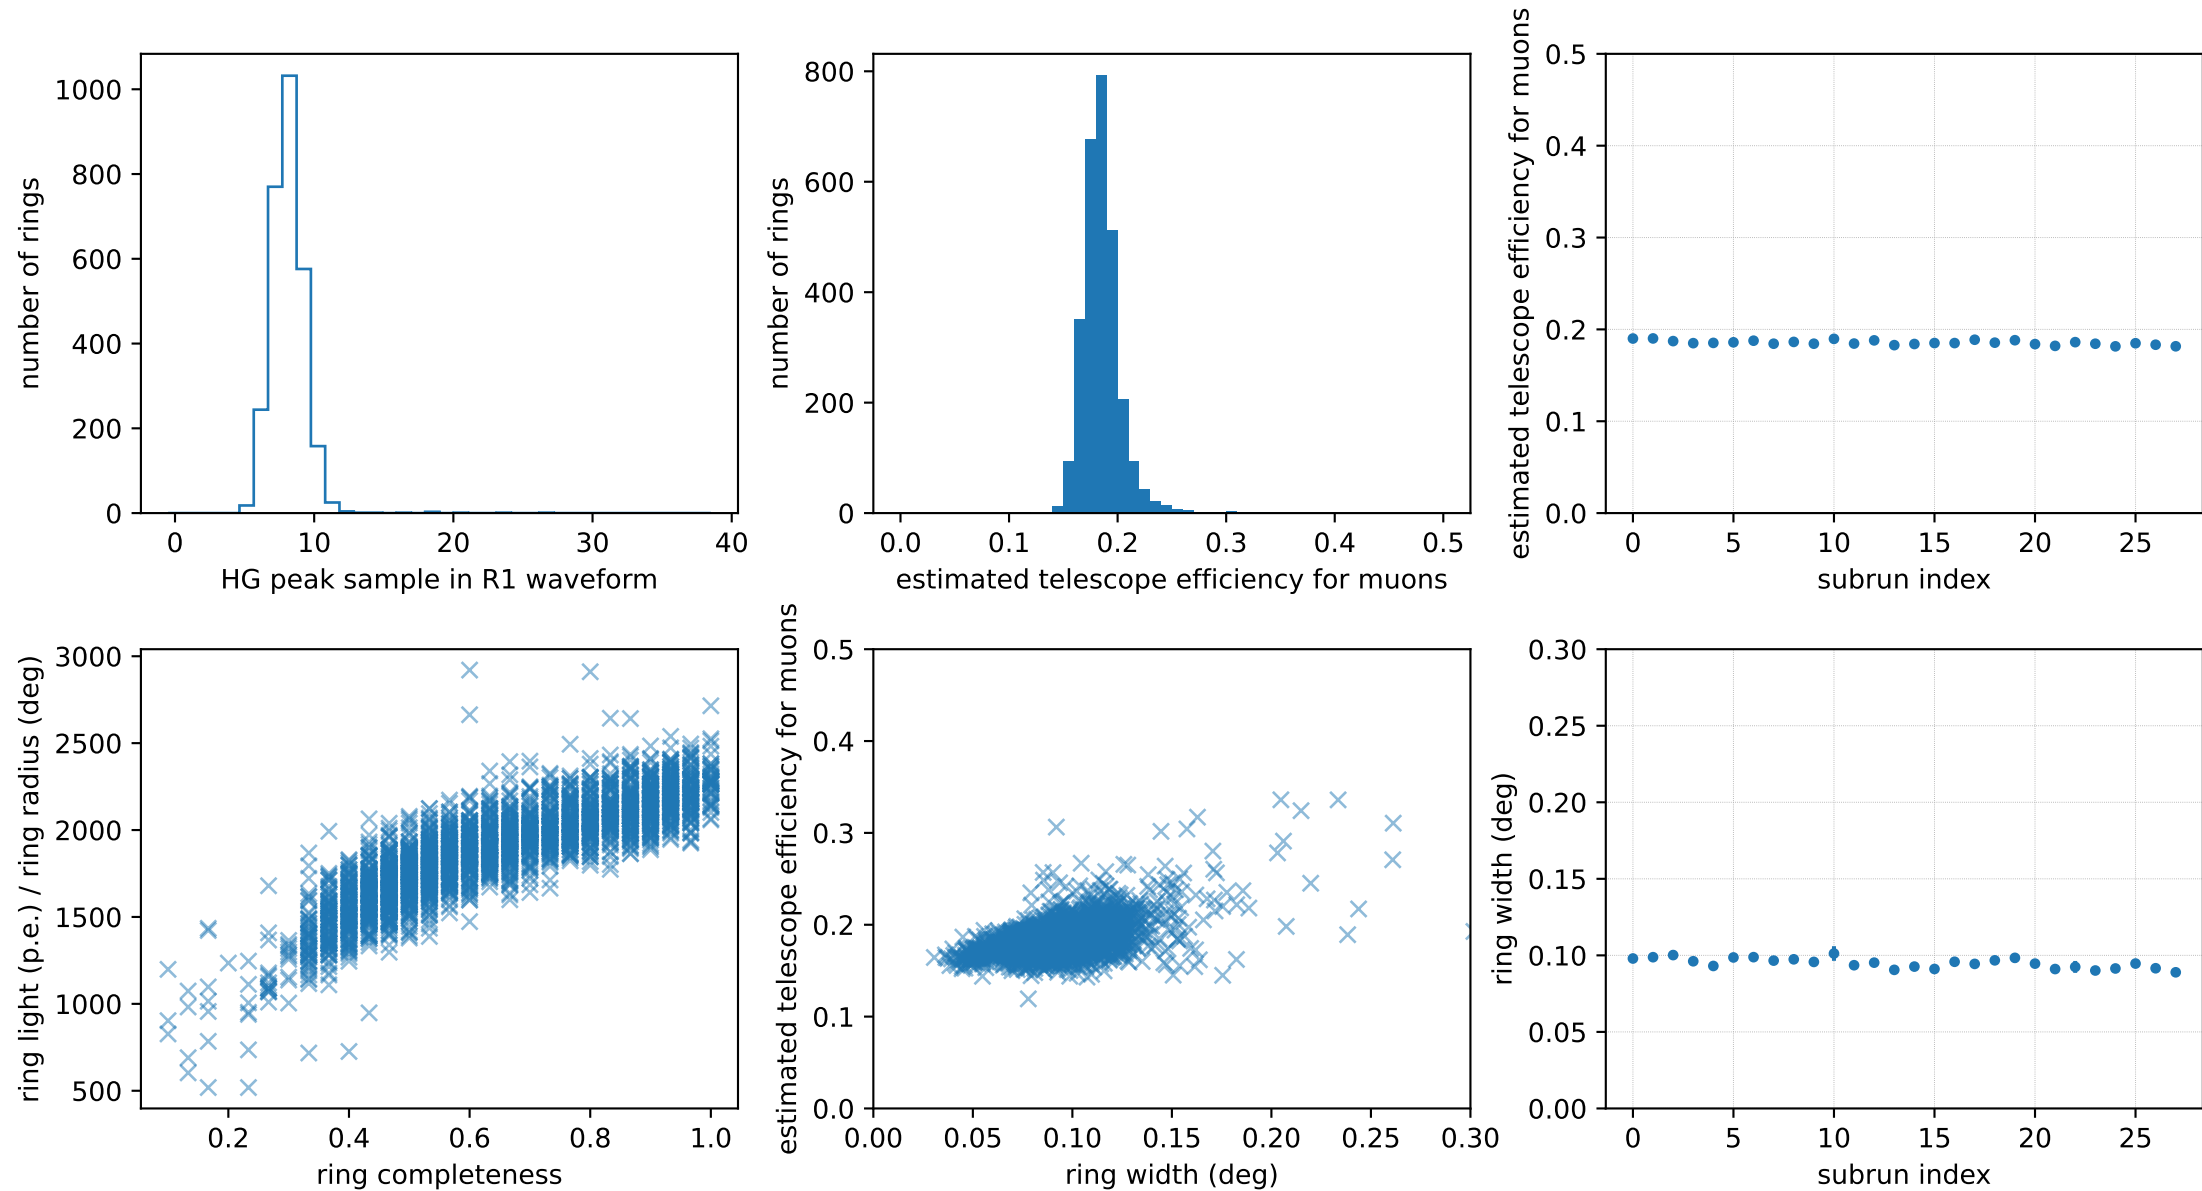 number of rings
1000
800
600
400
200
0
0 10 20 30 40
HG peak sample in R1 waveform
number of rings
800
600
400
200
0
0.0 0.1 0.2 0.3 0.4 0.5
estimated telescope efficiency for muons
estimated telescope efficiency for muons
0.5
0.4
0.3
0.2
0.1
0.0
0 5 10 15 20 25
subrun index
ring light (p.e.) / ring radius (deg)
3000
2500
2000
1500
1000
500
0.2 0.4 0.6 0.8 1.0
ring completeness
estimated telescope efficiency for muons
0.5
0.4
0.3
0.2
0.1
0.0
0.00 0.05 0.10 0.15 0.20 0.25 0.30
ring width (deg)
ring width (deg)
0.30
0.25
0.20
0.15
0.10
0.05
0.00
0 5 10 15 20 25
subrun index